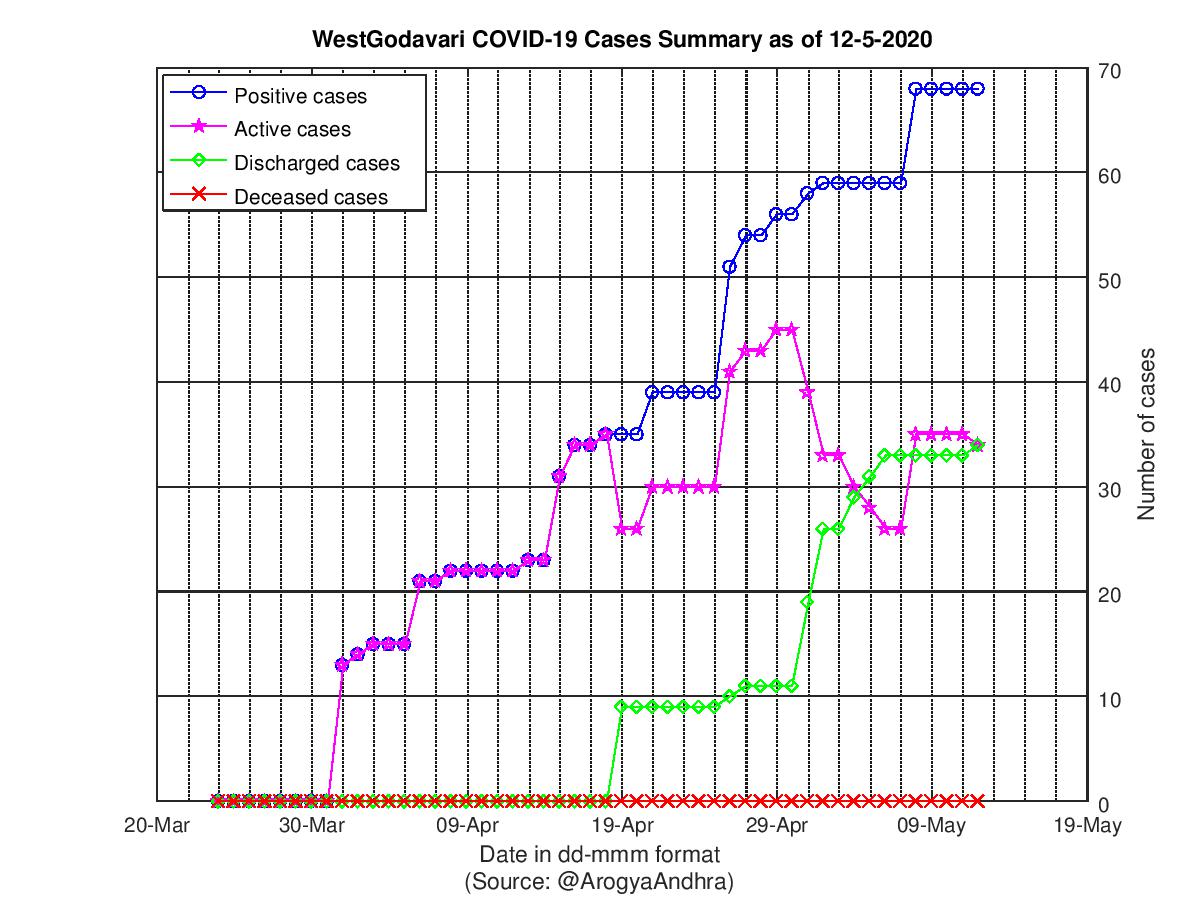 WestGodavari COVID-19 Cases Summary as of 12-5-2020
Positive cases
Active cases
Discharged cases
Deceased cases
70
60
50
40
30
20
10
0
Number of cases
20-Mar 30-Mar 09-Apr 19-Apr 29-Apr 09-May 19-May
Date in dd-mmm format
(Source: @ArogyaAndhra)